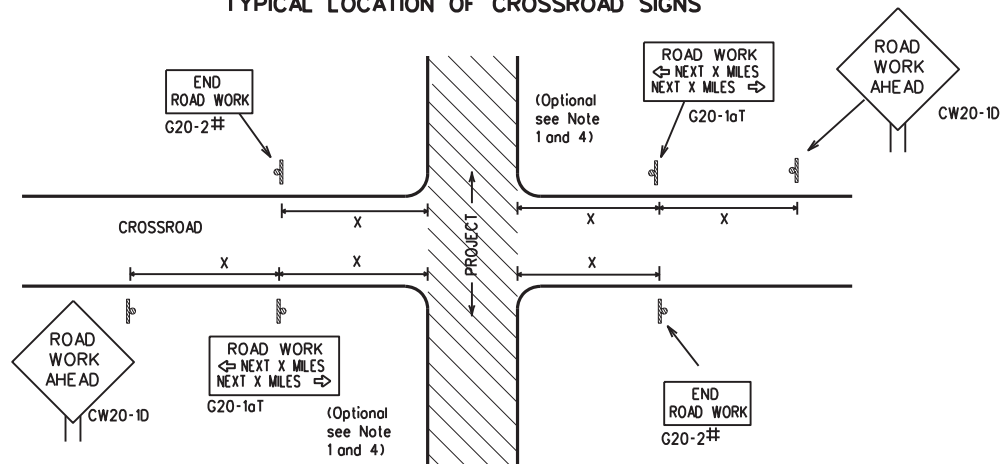 TYPICAL LOCATION OF CROSSROAD SIGNS
END
ROAD WORK
G20-2#
(Optional
see Note
1 and 4)
ROAD WORK
⇦ NEXT X MILES
NEXT X MILES ⇨
G20-1aT
ROAD
WORK
AHEAD
CW20-1D
X
X
X
CROSSROAD
PROJECT
X
X
X
ROAD
WORK
AHEAD
CW20-1D
ROAD WORK
⇦ NEXT X MILES
NEXT X MILES ⇨
G20-1aT
(Optional
see Note
1 and 4)
END
ROAD WORK
G20-2#